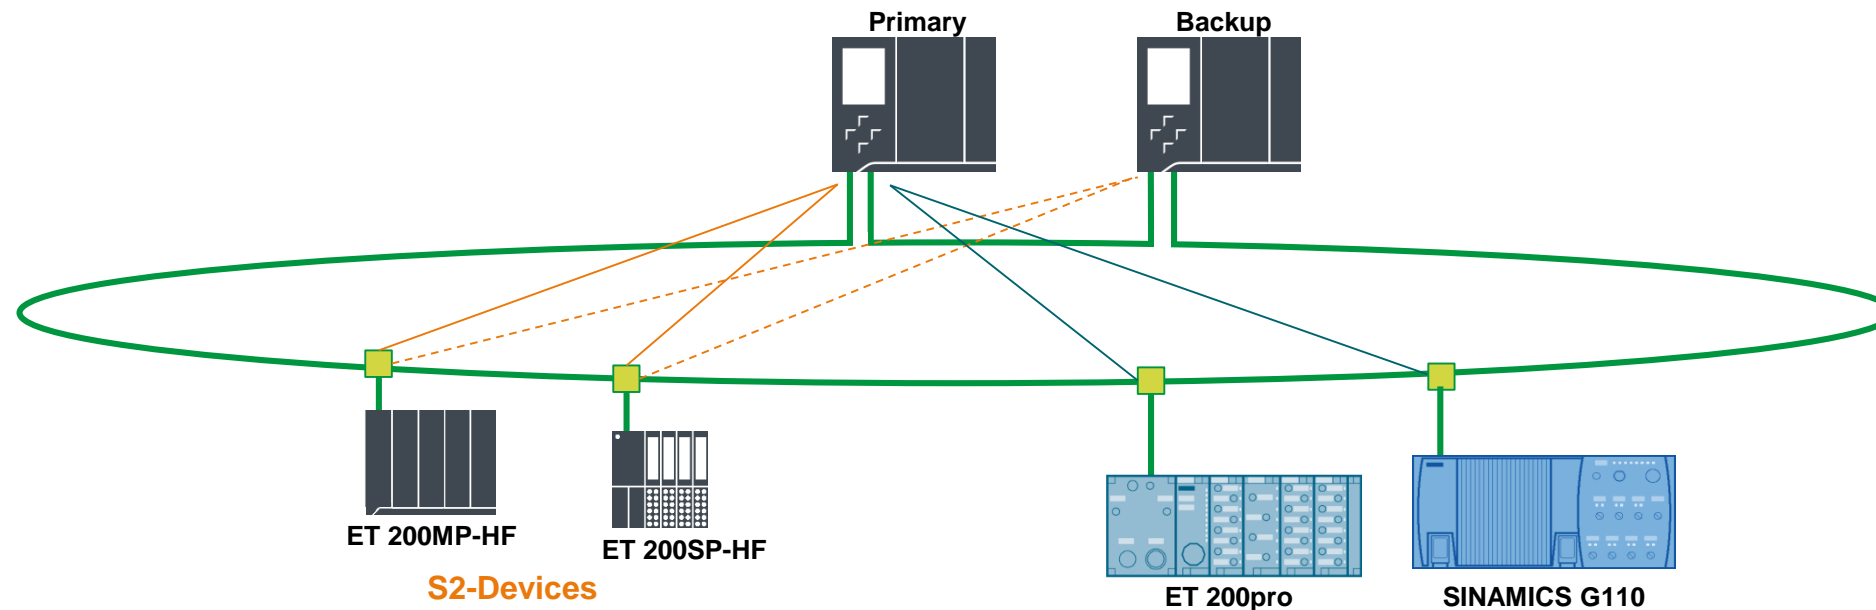 Primary
Backup
ET 200MP-HF
ET 200SP-HF
S2-Devices
ET 200pro
SINAMICS G110